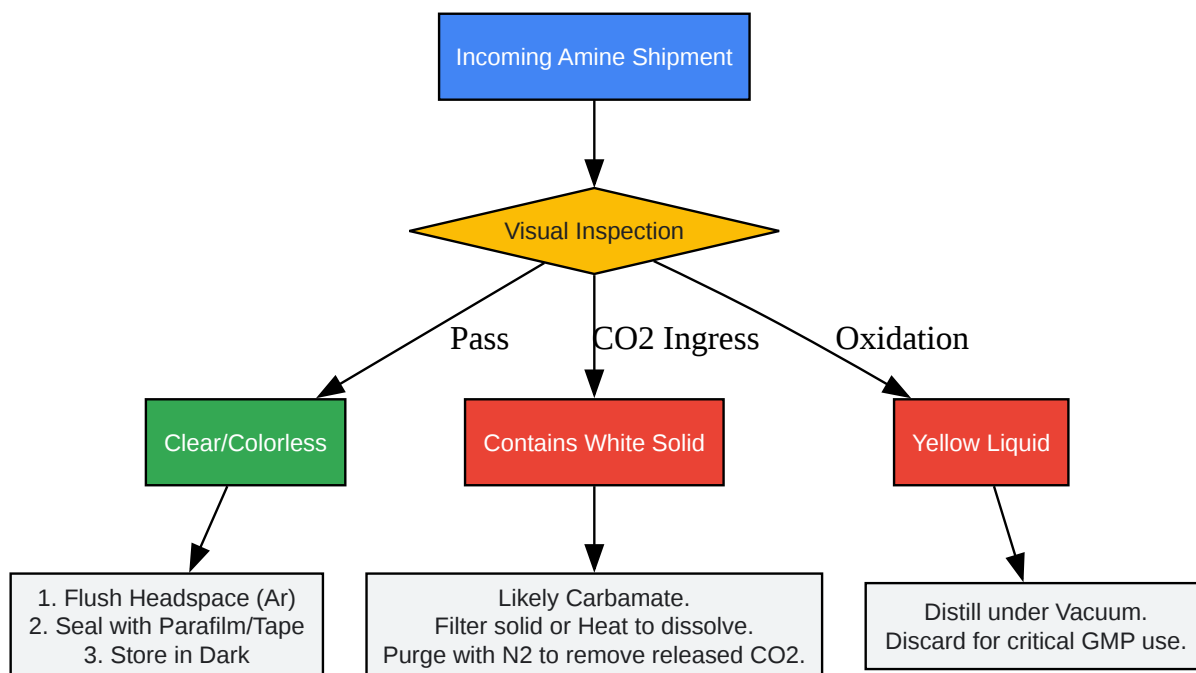 Incoming Amine Shipment
Visual Inspection
Pass
CO2 Ingress
Oxidation
Clear/Colorless
Contains White Solid
Yellow Liquid
1. Flush Headspace (Ar)
2. Seal with Parafilm/Tape
3. Store in Dark
Likely Carbamate.
Filter solid or Heat to dissolve.
Purge with N2 to remove released CO2.
Distill under Vacuum.
Discard for critical GMP use.